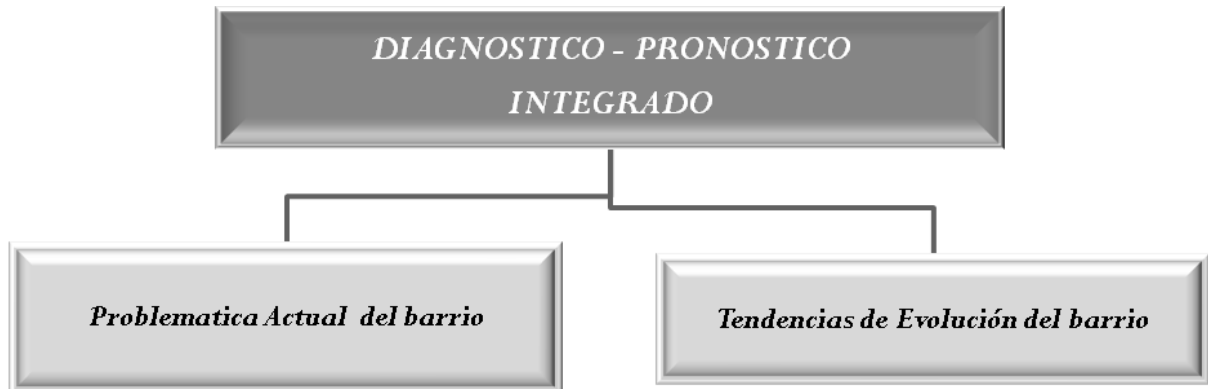 DIAGNOSTICO - PRONOSTICO
INTEGRADO
Problematica Actual del barrio
Tendencias de Evolución del barrio